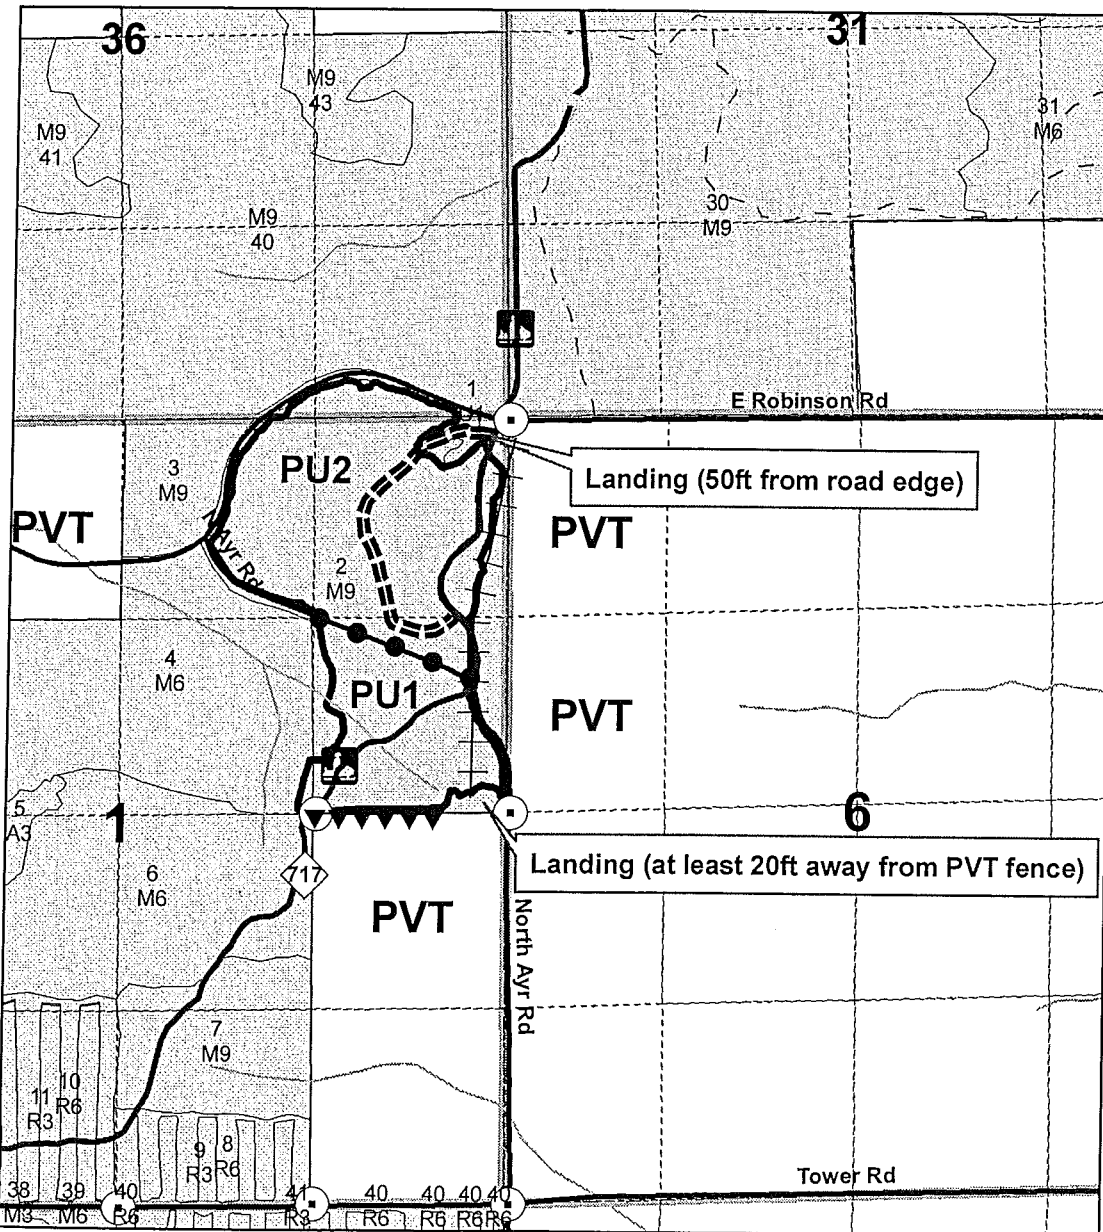 36
31
M9
43
M9
41
31
M6
M9
40
30
M9
1
E Robinson Rd
PU2
3
M9
Landing (50ft from road edge)
PVT
N Ayr Rd
PVT
2
M9
4
M6
PU1
PVT
5
A3
1
6
Landing (at least 20ft away from PVT fence)
717
6
M6
PVT
North Ayr Rd
7
M9
10
R6
11
R3
8
R6
9
R3
Tower Rd
38
M3
39
M6
40
R6
41
R3
40
R6
40
R6
40
R6
40
R6